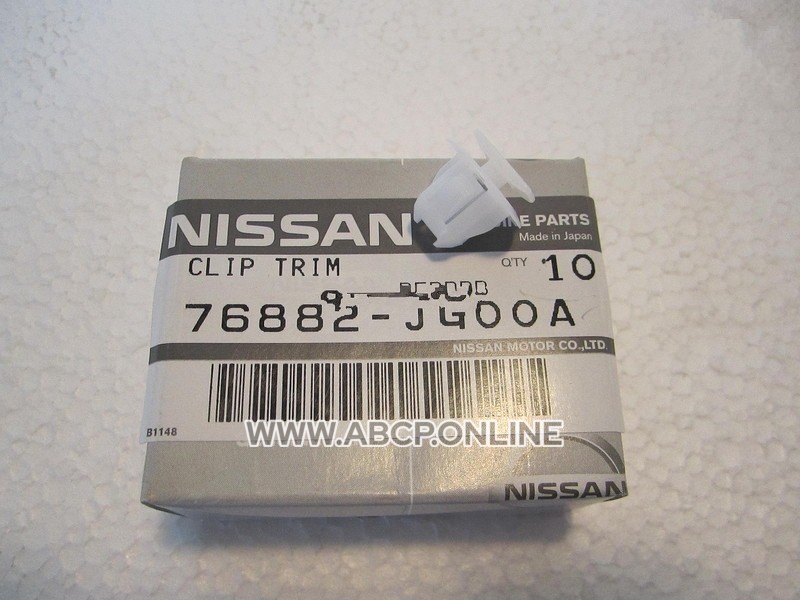 NISSAN
PARTS
Made in Japan
CLIP TRIM
QTY 10
76882-JG00A
NISSAN MOTOR CO.,LTD.
B1148
WWW.ABCP.ONLINE
NISSAN